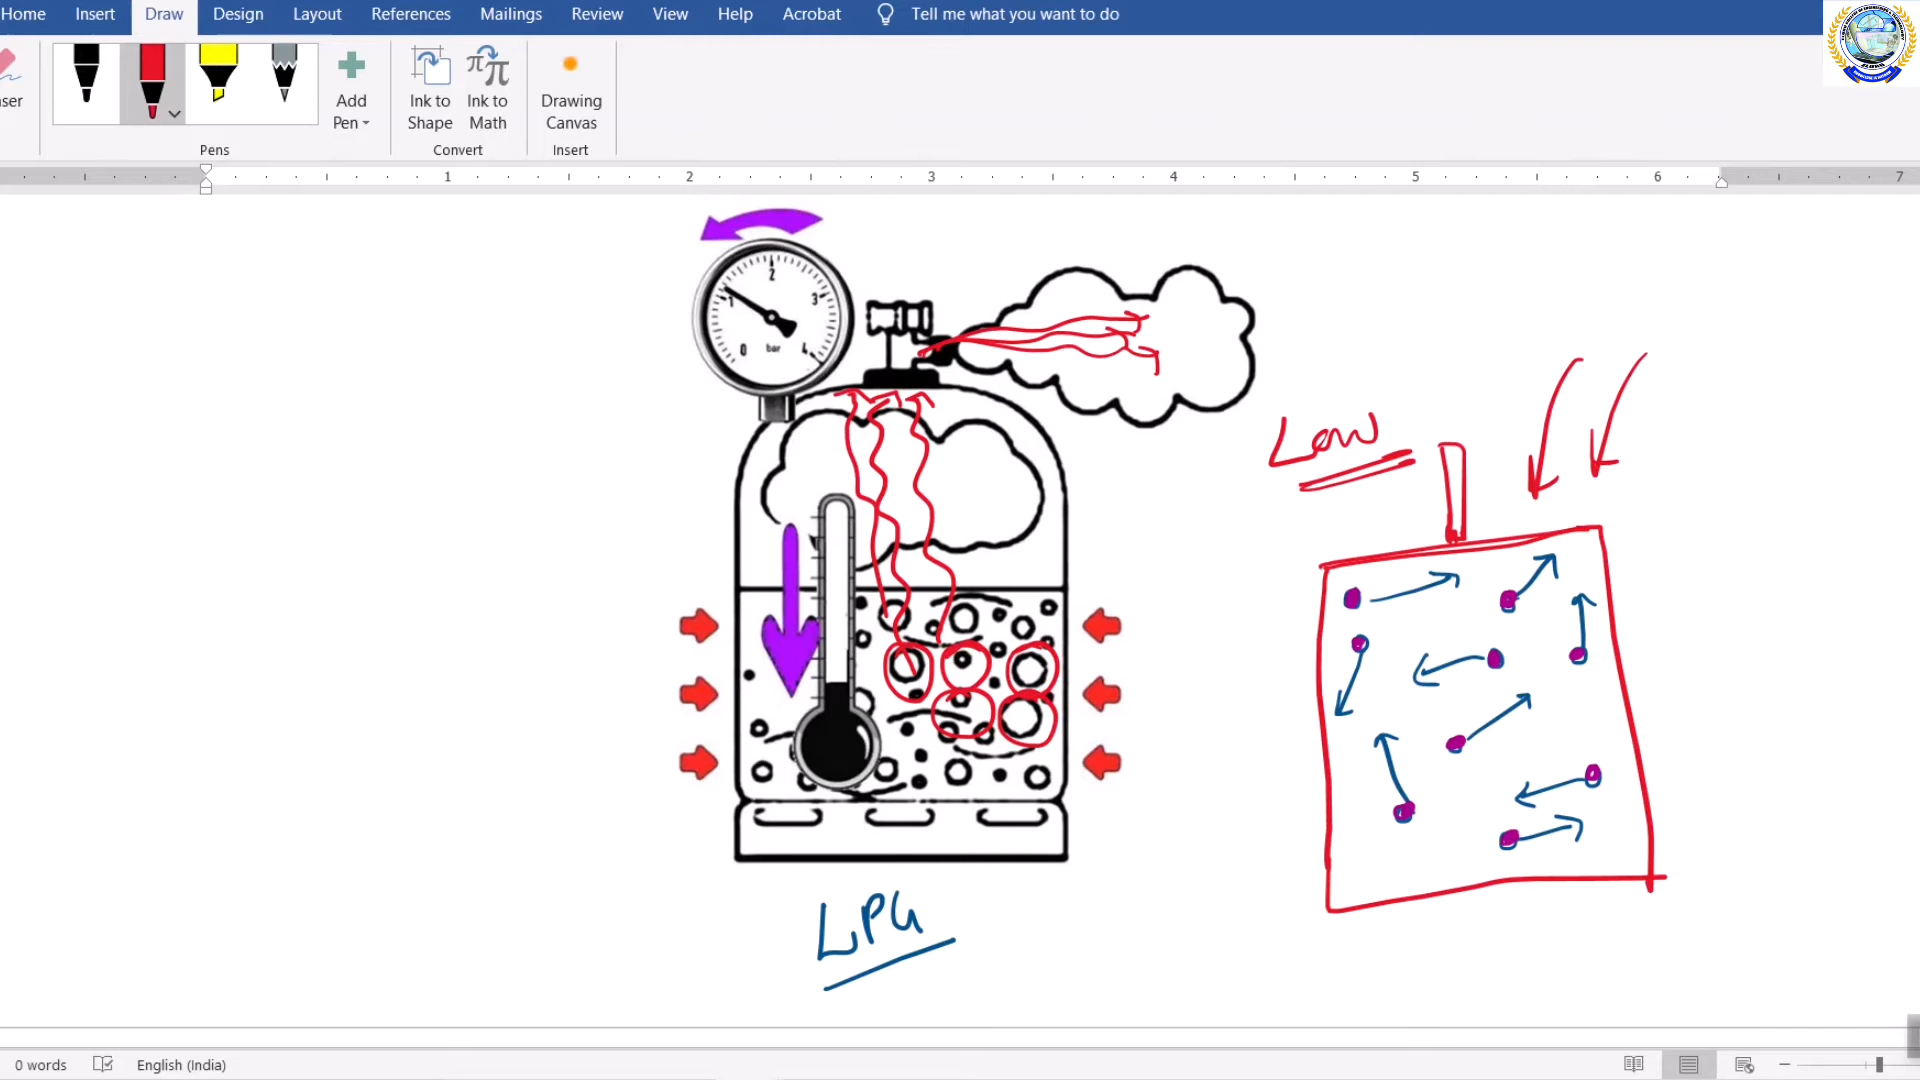 Home Insert Draw Design Layout References Mailings Review View Help Acrobat Tell me what you want to do
ser
Add Pen
Ink to Shape
Ink to Math
Drawing Canvas
Pens
Convert
Insert
1 2 3 4 5 6 7
0 1 2 3 4
bar
Low
LPG
0 words English (India)